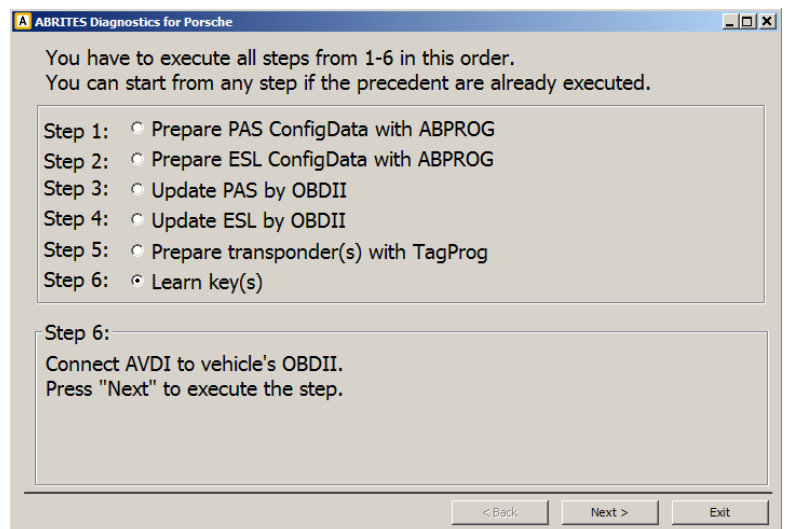 A ABRITES Diagnostics for Porsche
You have to execute all steps from 1-6 in this order.
You can start from any step if the precedent are already executed.
Step 1: Prepare PAS ConfigData with ABPROG
Step 2: Prepare ESL ConfigData with ABPROG
Step 3: Update PAS by OBDII
Step 4: Update ESL by OBDII
Step 5: Prepare transponder(s) with TagProg
Step 6: Learn key(s)
Step 6:
Connect AVDI to vehicle's OBDII.
Press "Next" to execute the step.
< Back Next > Exit